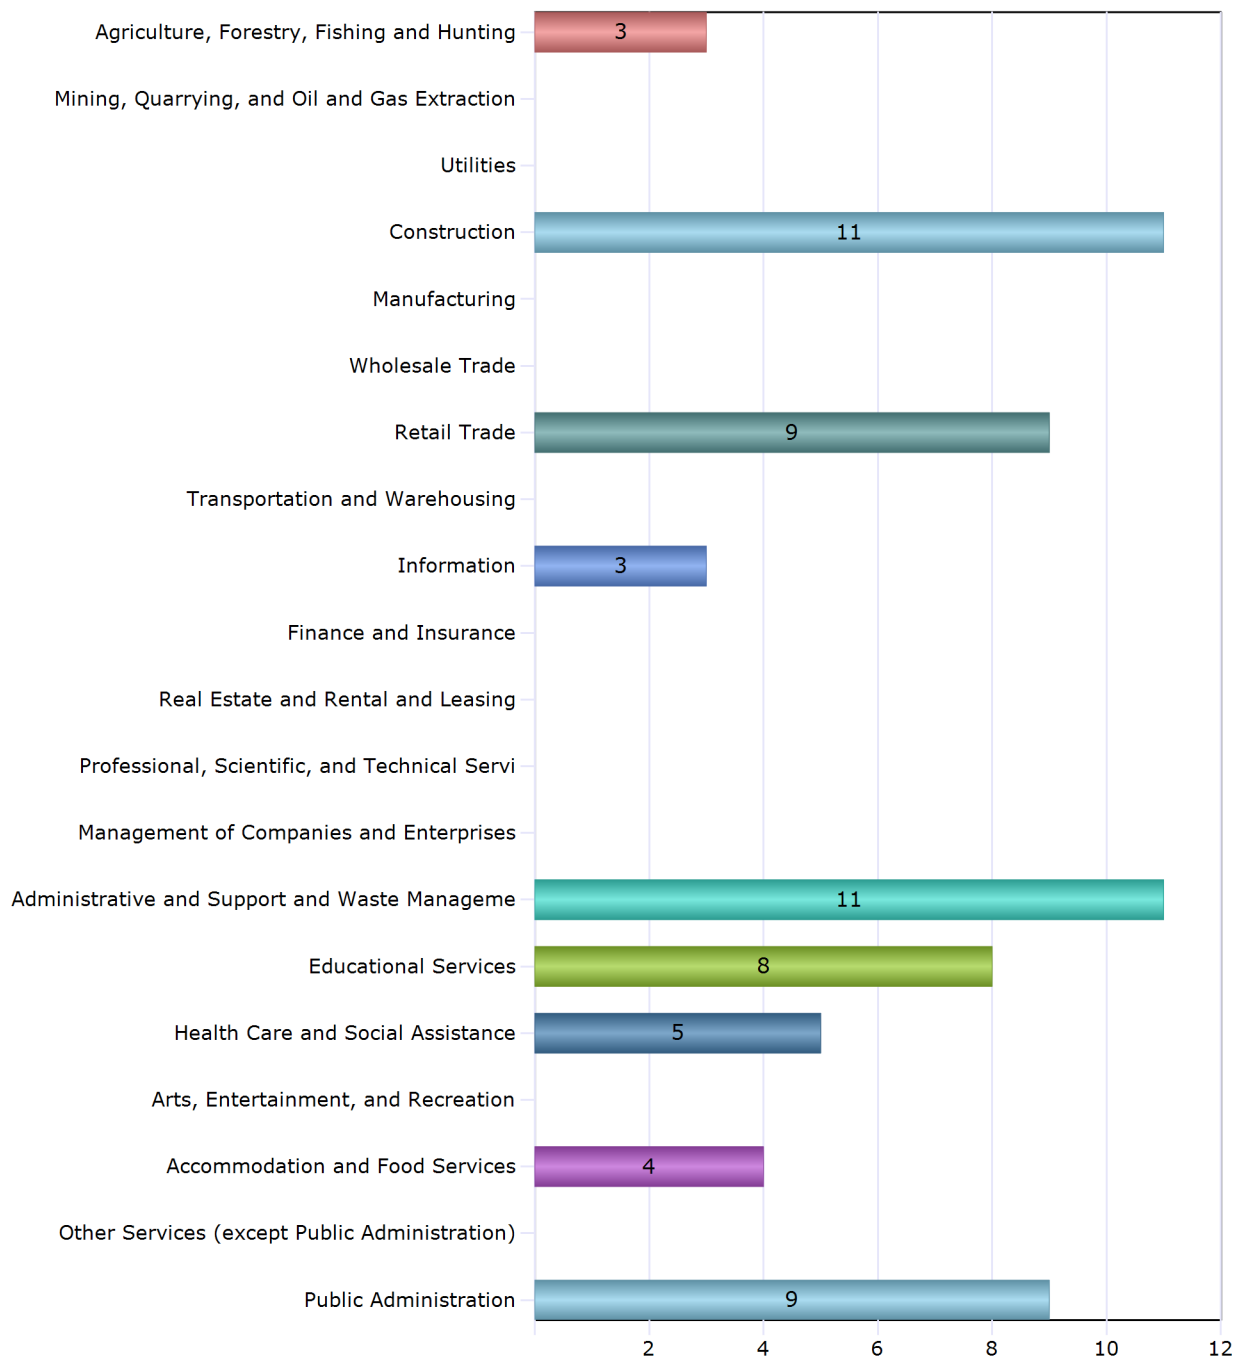 Agriculture, Forestry, Fishing and Hunting 3
Mining, Quarrying, and Oil and Gas Extraction
Utilities
Construction 11
Manufacturing
Wholesale Trade
Retail Trade 9
Transportation and Warehousing
Information 3
Finance and Insurance
Real Estate and Rental and Leasing
Professional, Scientific, and Technical Servi
Management of Companies and Enterprises
Administrative and Support and Waste Manageme 11
Educational Services 8
Health Care and Social Assistance 5
Arts, Entertainment, and Recreation
Accommodation and Food Services 4
Other Services (except Public Administration)
Public Administration 9
2 4 6 8 10 12